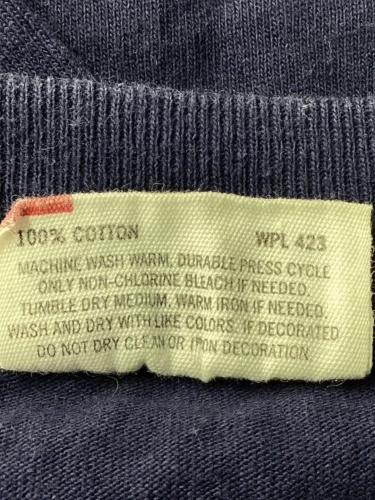 100% COTTON WPL 423
MACHINE WASH WARM, DURABLE PRESS CYCLE
ONLY NON-CHLORINE BLEACH IF NEEDED.
TUMBLE DRY MEDIUM, WARM IRON IF NEEDED.
WASH AND DRY WITH LIKE COLORS. IF DECORATED
DO NOT DRY CLEAN OR IRON DECORATION.